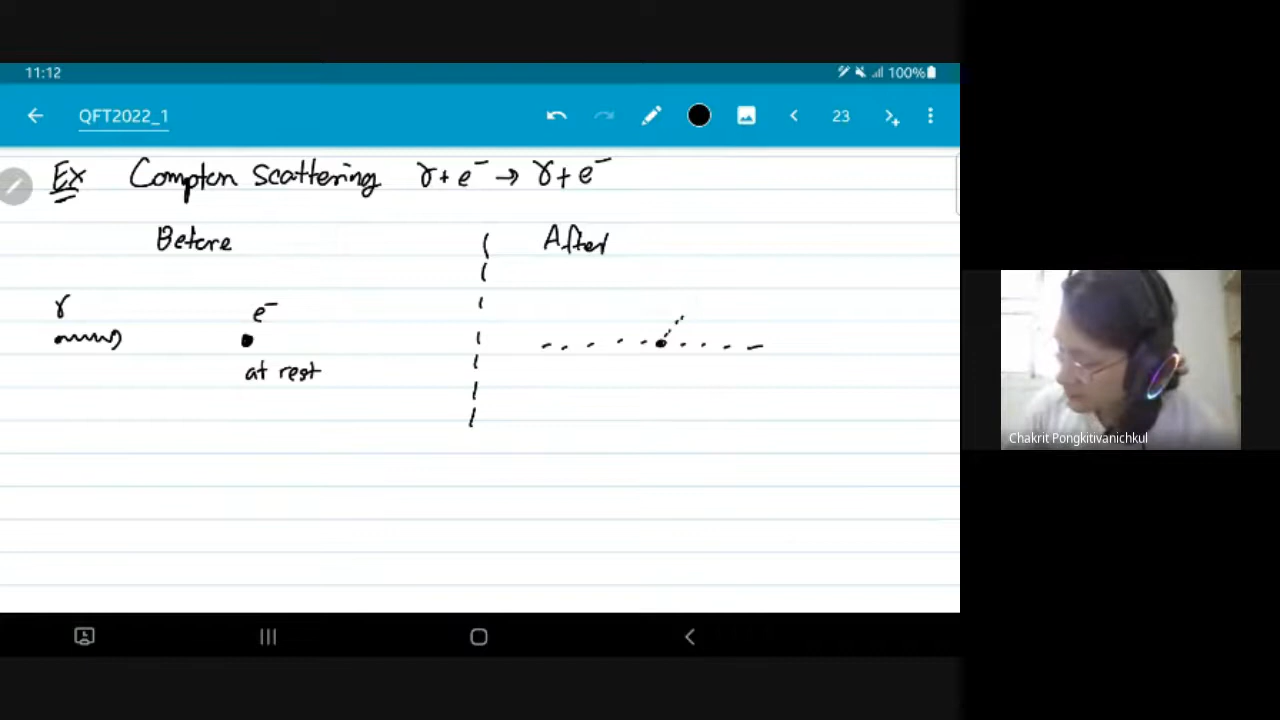 11:12
100%
QFT2022_1
23
Ex Compton Scattering γ+e⁻ → γ+e⁻
Before
After
γ
e⁻
at rest
Chakrit Pongkitivanichkul